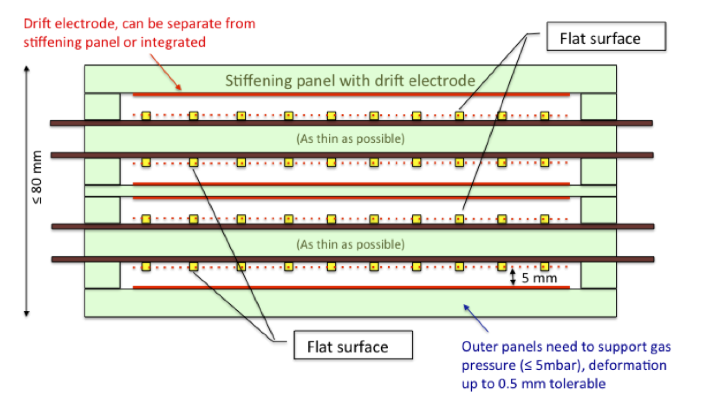 Drift electrode, can be separate from
stiffening panel or integrated
Flat surface
Stiffening panel with drift electrode
(As thin as possible)
≤ 80 mm
(As thin as possible)
5 mm
Flat surface
Outer panels need to support gas
pressure (≤ 5mbar), deformation
up to 0.5 mm tolerable